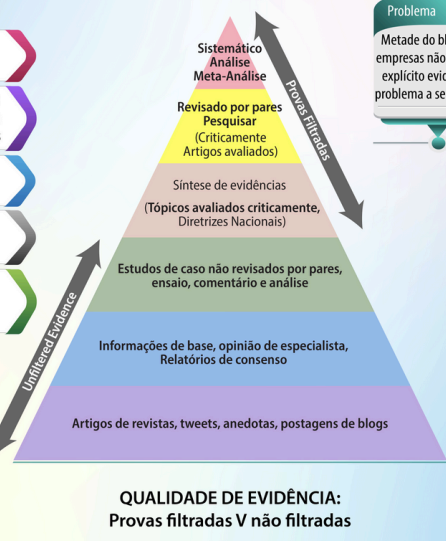 Problema
Metade do
empresas não
explícito
problema a
Sistemático
Análise
Meta-Análise
Revisado por pares
Pesquisar
(Criticamente
Artigos avaliados)
Provas Filtradas
Síntese de evidências
(Tópicos avaliados criticamente,
Diretrizes Nacionais)
Estudos de caso não revisados por pares,
ensaio, comentário e análise
Unfiltered Evidence
Informações de base, opinião de especialista,
Relatórios de consenso
Artigos de revistas, tweets, anedotas, postagens de blogs
QUALIDADE DE EVIDÊNCIA:
Provas filtradas V não filtradas